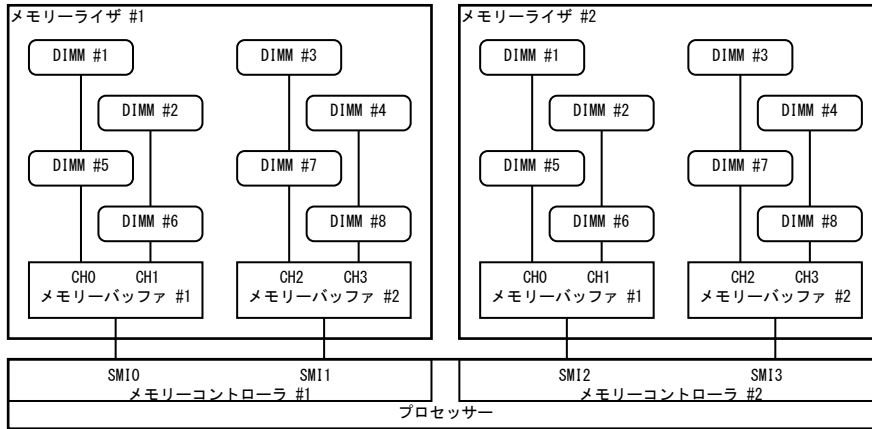 メモリーライザ #1
メモリーライザ #2
DIMM #1
DIMM #3
DIMM #1
DIMM #3
DIMM #2
DIMM #4
DIMM #2
DIMM #4
DIMM #5
DIMM #7
DIMM #5
DIMM #7
DIMM #6
DIMM #8
DIMM #6
DIMM #8
CH0 CH1
CH2 CH3
CH0 CH1
CH2 CH3
メモリーバッファ #1
メモリーバッファ #2
メモリーバッファ #1
メモリーバッファ #2
SMI0 SMI1
SMI2 SMI3
メモリーコントローラ #1
メモリーコントローラ #2
プロセッサー